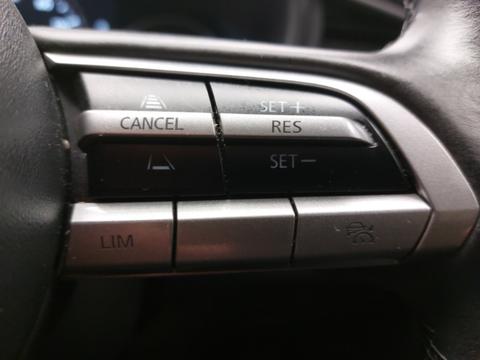 SET+
CANCEL RES
SET-
LIM